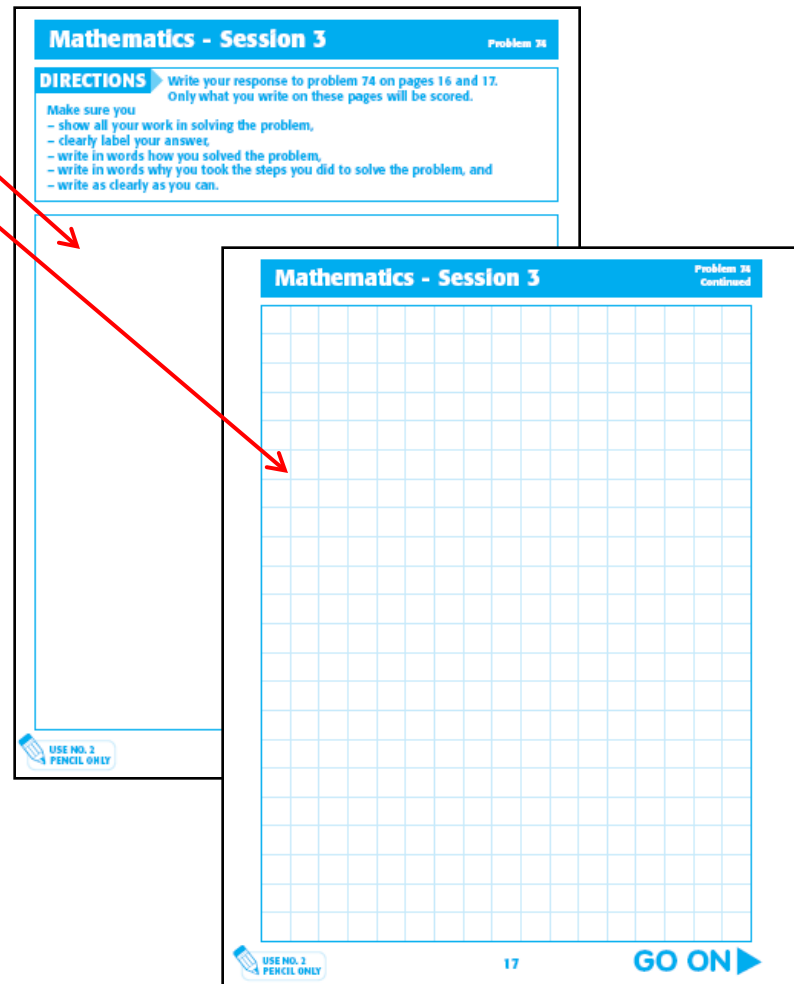 Mathematics - Session 3
Problem 74
DIRECTIONS
Write your response to problem 74 on pages 16 and 17.
Only what you write on these pages will be scored.
Make sure you
– show all your work in solving the problem,
– clearly label your answer,
– write in words how you solved the problem,
– write in words why you took the steps you did to solve the problem, and
– write as clearly as you can.
USE NO. 2
PENCIL ONLY
Mathematics - Session 3
Problem 74
Continued
USE NO. 2
PENCIL ONLY
17
GO ON